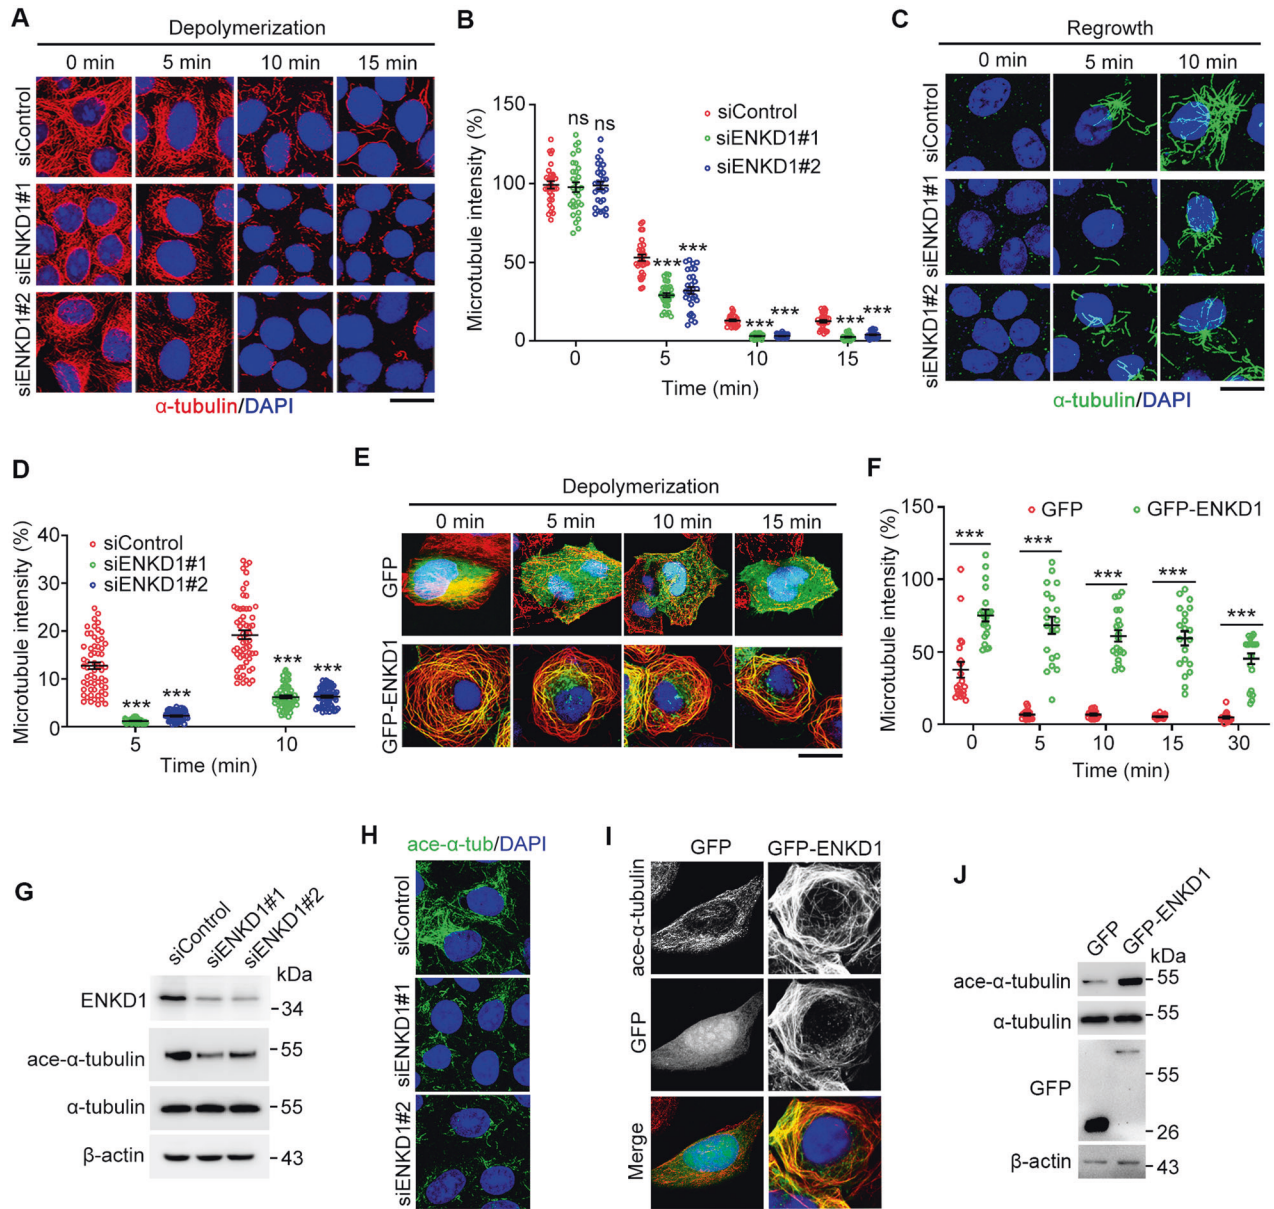 A
Depolymerization
0 min 5 min 10 min 15 min
siControl
siENKD1#1
siENKD1#2
α-tubulin/DAPI
B
Microtubule intensity (%)
150
100
50
0
ns ns
*** ***
*** ***
*** ***
siControl
siENKD1#1
siENKD1#2
0 5 10 15
Time (min)
C
Regrowth
0 min 5 min 10 min
siControl
siENKD1#1
siENKD1#2
α-tubulin/DAPI
D
Microtubule intensity (%)
40
30
20
10
0
siControl
siENKD1#1
siENKD1#2
*** ***
*** ***
5 10
Time (min)
E
Depolymerization
0 min 5 min 10 min 15 min
GFP
GFP-ENKD1
F
Microtubule intensity (%)
150
100
50
0
GFP GFP-ENKD1
*** *** *** *** ***
0 5 10 15 30
Time (min)
G
siControl
siENKD1#1
siENKD1#2
kDa
ENKD1
34
ace-α-tubulin
55
α-tubulin
55
β-actin
43
H
ace-α-tub/DAPI
siControl
siENKD1#1
siENKD1#2
I
GFP GFP-ENKD1
ace-α-tubulin
GFP
Merge
J
GFP
GFP-ENKD1
kDa
ace-α-tubulin
55
α-tubulin
55
GFP
55
26
β-actin
43